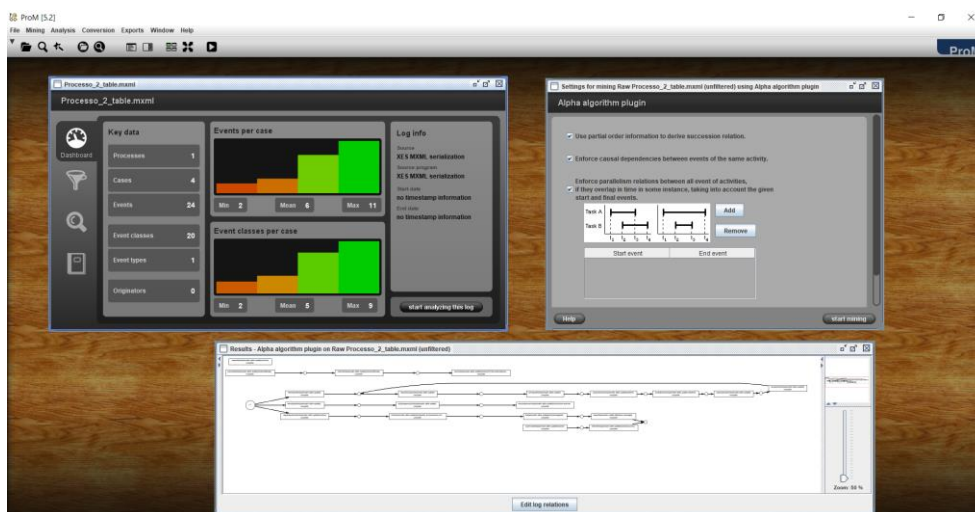 ProM [5.2]
File Mining Analysis Conversion Exports Window Help
ProM
Processo_2_table.mxml
Processo_2_table.mxml
Dashboard
Key data
Processes 1
Cases 4
Events 24
Event classes 20
Event types 1
Originators 0
Events per case
Min 2 Mean 6 Max 11
Event classes per case
Min 2 Mean 5 Max 9
Log info
Source
XES MXML serialization
Source program
XES MXML serialization
Start date
no timestamp information
End date
no timestamp information
start analyzing this log
Settings for mining Raw Processo_2_table.mxml (unfiltered) using Alpha algorithm plugin
Alpha algorithm plugin
Use partial order information to derive succession relation.
Enforce causal dependencies between events of the same activity.
Enforce parallelism relations between all event of activities,
if they overlap in time in some instance, taking into account the given
start and final events.
Task A
Task B
Add
Remove
Start event End event
Help
start mining
Results - Alpha algorithm plugin on Raw Processo_2_table.mxml (unfiltered)
Zoom: 50 %
Edit log relations